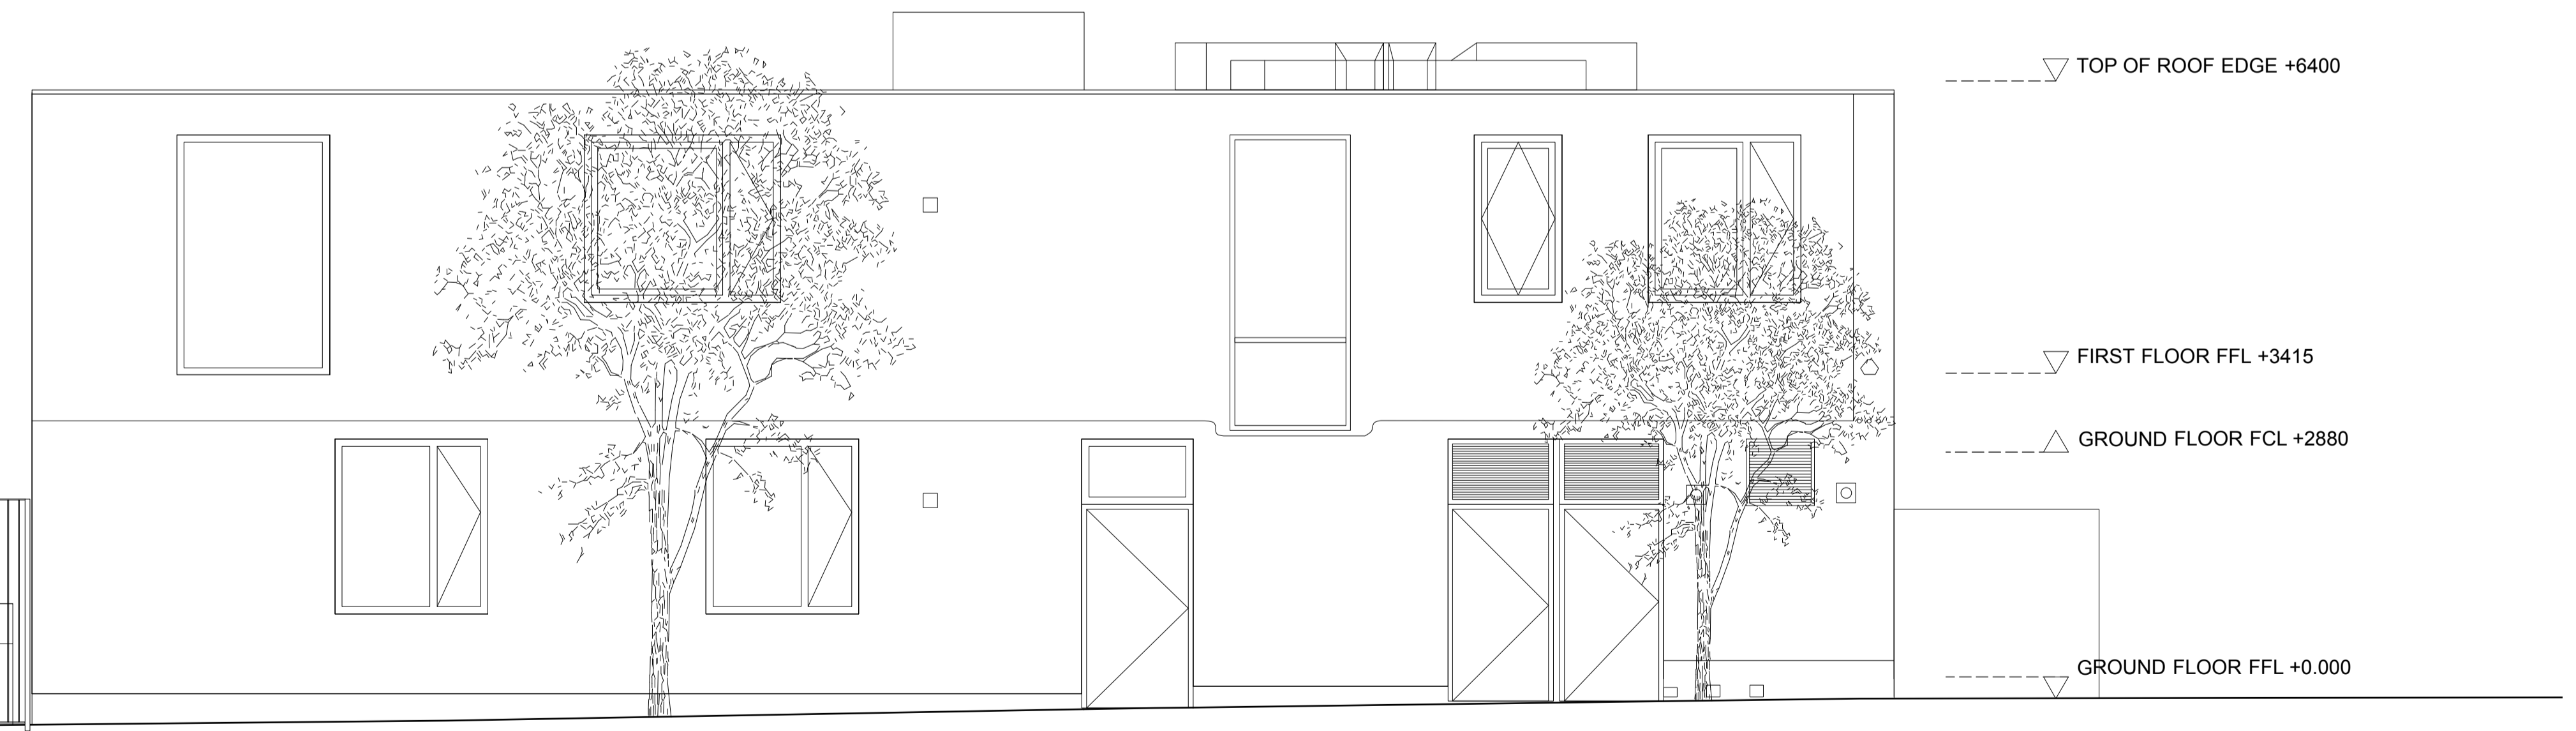 TOP OF ROOF EDGE +6400
FIRST FLOOR FFL +3415
GROUND FLOOR FCL +2880
GROUND FLOOR FFL +0.000